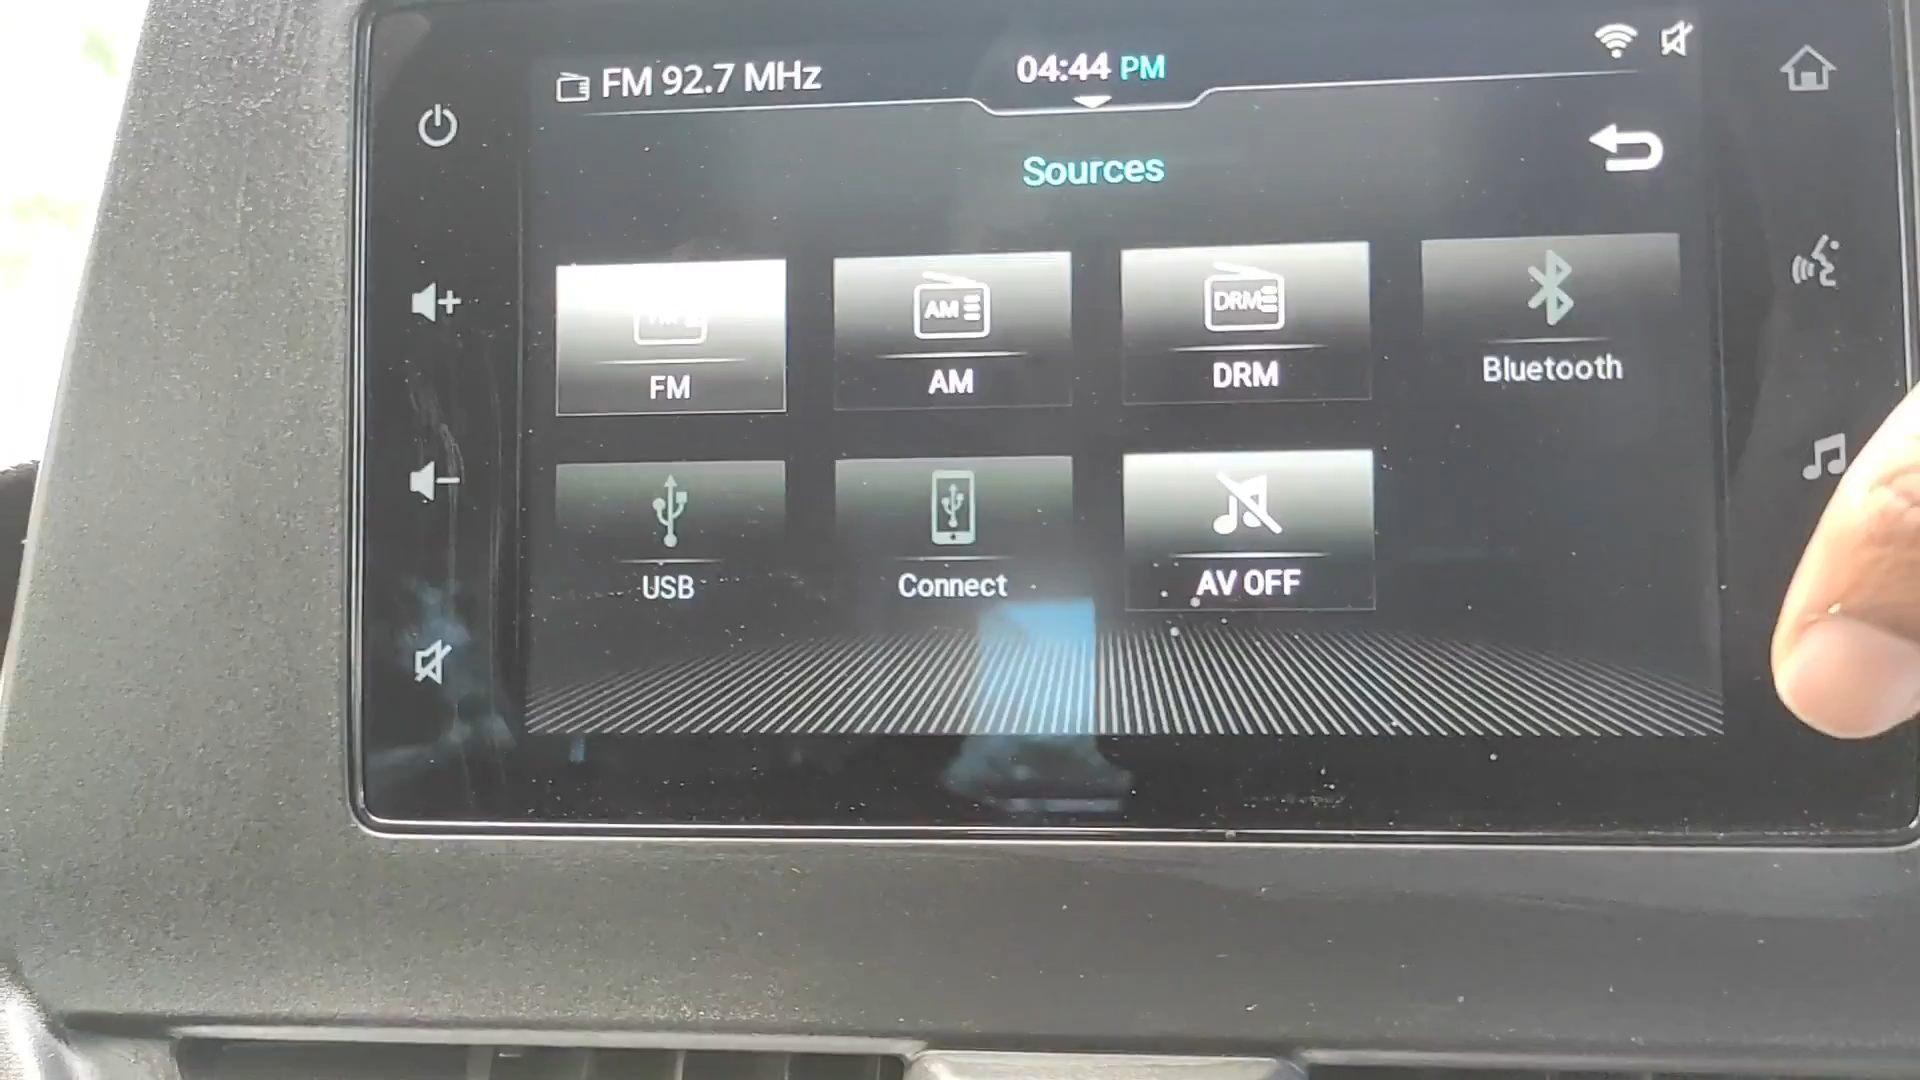 FM 92.7 MHz
04:44 PM
Sources
AM
DRM
FM
AM
DRM
Bluetooth
USB
Connect
AV OFF